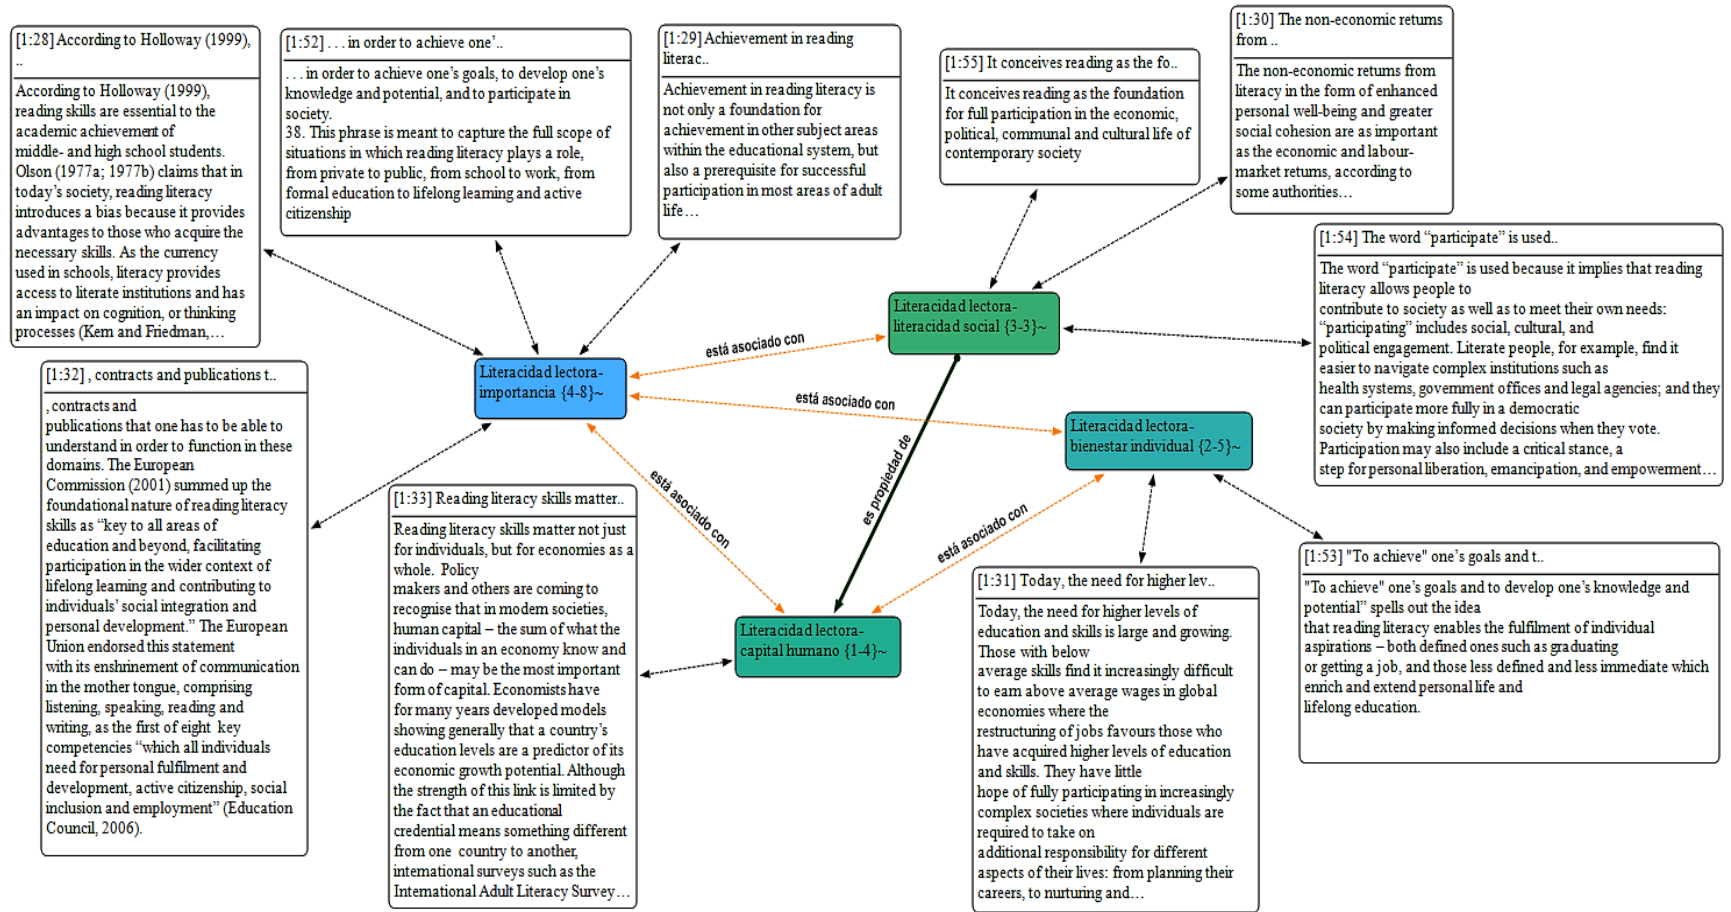 [1:28] According to Holloway (1999),
..
According to Holloway (1999),
reading skills are essential to the
academic achievement of
middle- and high school students.
Olson (1977a; 1977b) claims that in
today's society, reading literacy
introduces a bias because it provides
advantages to those who acquire the
necessary skills. As the currency
used in schools, literacy provides
access to literate institutions and has
an impact on cognition, or thinking
processes (Kern and Friedman,…
[1:52] . . . in order to achieve one'..
. . . in order to achieve one's goals, to develop one's
knowledge and potential, and to participate in
society.
38. This phrase is meant to capture the full scope of
situations in which reading literacy plays a role,
from private to public, from school to work, from
formal education to lifelong learning and active
citizenship
[1:29] Achievement in reading
literac..
Achievement in reading literacy is
not only a foundation for
achievement in other subject areas
within the educational system, but
also a prerequisite for successful
participation in most areas of adult
life…
[1:55] It conceives reading as the fo..
It conceives reading as the foundation
for full participation in the economic,
political, communal and cultural life of
contemporary society
[1:30] The non-economic returns
from ..
The non-economic returns from
literacy in the form of enhanced
personal well-being and greater
social cohesion are as important
as the economic and labour-
market returns, according to
some authorities…
[1:54] The word “participate” is used..
The word “participate” is used because it implies that reading
literacy allows people to
contribute to society as well as to meet their own needs:
“participating” includes social, cultural, and
political engagement. Literate people, for example, find it
easier to navigate complex institutions such as
health systems, government offices and legal agencies; and they
can participate more fully in a democratic
society by making informed decisions when they vote.
Participation may also include a critical stance, a
step for personal liberation, emancipation, and empowerment…
Literacidad lectora-
literacidad social {3-3}~
está asociado con
Literacidad lectora-
importancia {4-8}~
está asociado con
Literacidad lectora-
bienestar individual {2-5}~
está asociado con
es propiedad de
está asociado con
Literacidad lectora-
capital humano {1-4}~
[1:32] , contracts and publications t..
, contracts and
publications that one has to be able to
understand in order to function in these
domains. The European
Commission (2001) summed up the
foundational nature of reading literacy
skills as “key to all areas of
education and beyond, facilitating
participation in the wider context of
lifelong learning and contributing to
individuals' social integration and
personal development.” The European
Union endorsed this statement
with its enshrinement of communication
in the mother tongue, comprising
listening, speaking, reading and
writing, as the first of eight key
competencies “which all individuals
need for personal fulfilment and
development, active citizenship, social
inclusion and employment” (Education
Council, 2006).
[1:33] Reading literacy skills matter..
Reading literacy skills matter not just
for individuals, but for economies as a
whole. Policy
makers and others are coming to
recognise that in modern societies,
human capital – the sum of what the
individuals in an economy know and
can do – may be the most important
form of capital. Economists have
for many years developed models
showing generally that a country's
education levels are a predictor of its
economic growth potential. Although
the strength of this link is limited by
the fact that an educational
credential means something different
from one country to another,
international surveys such as the
International Adult Literacy Survey…
[1:31] Today, the need for higher lev..
Today, the need for higher levels of
education and skills is large and growing.
Those with below
average skills find it increasingly difficult
to earn above average wages in global
economies where the
restructuring of jobs favours those who
have acquired higher levels of education
and skills. They have little
hope of fully participating in increasingly
complex societies where individuals are
required to take on
additional responsibility for different
aspects of their lives: from planning their
careers, to nurturing and…
[1:53] "To achieve" one's goals and t..
"To achieve" one's goals and to develop one's knowledge and
potential” spells out the idea
that reading literacy enables the fulfilment of individual
aspirations – both defined ones such as graduating
or getting a job, and those less defined and less immediate which
enrich and extend personal life and
lifelong education.